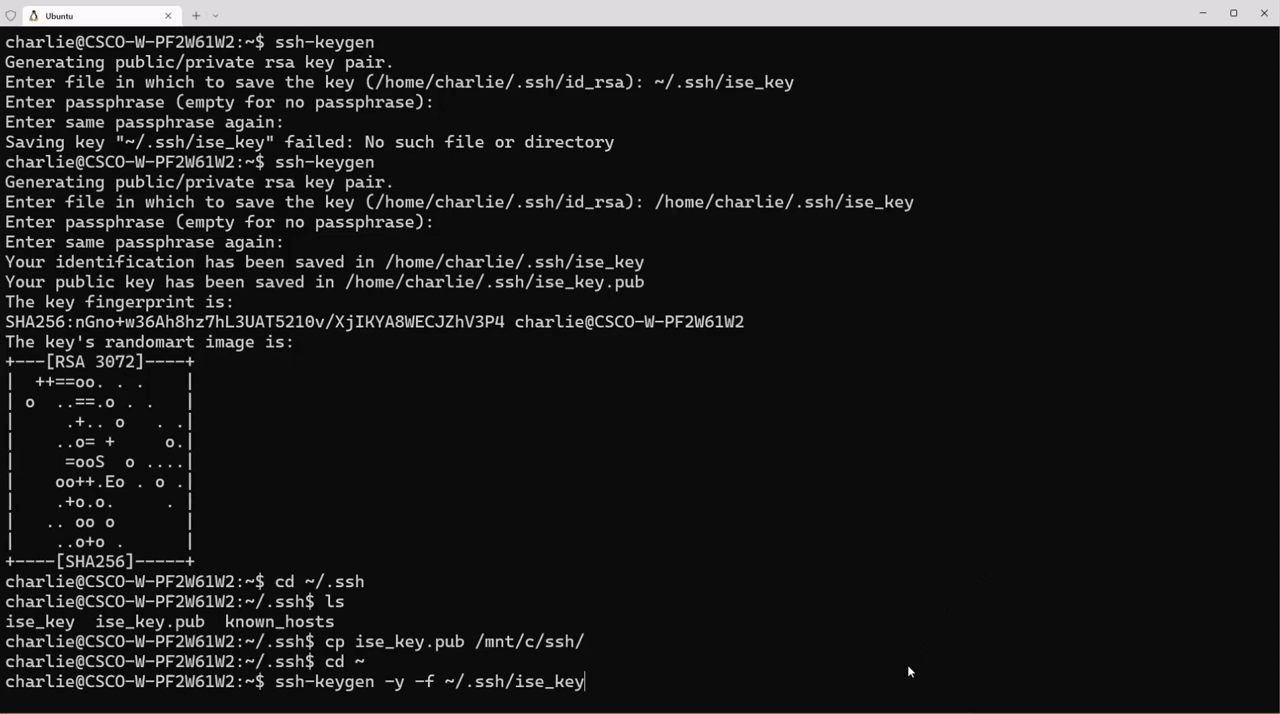 Ubuntu
charlie@CSCO-W-PF2W61W2:~$ ssh-keygen
Generating public/private rsa key pair.
Enter file in which to save the key (/home/charlie/.ssh/id_rsa): ~/.ssh/ise_key
Enter passphrase (empty for no passphrase):
Enter same passphrase again:
Saving key "~/.ssh/ise_key" failed: No such file or directory
charlie@CSCO-W-PF2W61W2:~$ ssh-keygen
Generating public/private rsa key pair.
Enter file in which to save the key (/home/charlie/.ssh/id_rsa): /home/charlie/.ssh/ise_key
Enter passphrase (empty for no passphrase):
Enter same passphrase again:
Your identification has been saved in /home/charlie/.ssh/ise_key
Your public key has been saved in /home/charlie/.ssh/ise_key.pub
The key fingerprint is:
SHA256:nGno+w36Ah8hz7hL3UAT5210v/XjIKYA8WECJZhV3P4 charlie@CSCO-W-PF2W61W2
The key's randomart image is:
+---[RSA 3072]----+
|  ++==oo. . .    |
| o  ..==.o . .   |
|     .+.. o   . .|
|    ..o= +     o.|
|     =ooS  o ....|
|    oo++.Eo . o .|
|    .+o.o.     . |
|   .. oo o       |
|    ..o+o .      |
+----[SHA256]-----+
charlie@CSCO-W-PF2W61W2:~$ cd ~/.ssh
charlie@CSCO-W-PF2W61W2:~/.ssh$ ls
ise_key  ise_key.pub  known_hosts
charlie@CSCO-W-PF2W61W2:~/.ssh$ cp ise_key.pub /mnt/c/ssh/
charlie@CSCO-W-PF2W61W2:~/.ssh$ cd ~
charlie@CSCO-W-PF2W61W2:~$ ssh-keygen -y -f ~/.ssh/ise_key